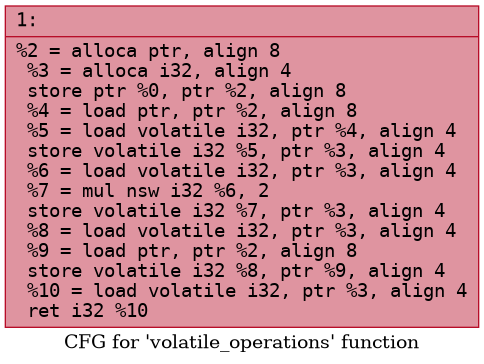 1:
%2 = alloca ptr, align 8
%3 = alloca i32, align 4
store ptr %0, ptr %2, align 8
%4 = load ptr, ptr %2, align 8
%5 = load volatile i32, ptr %4, align 4
store volatile i32 %5, ptr %3, align 4
%6 = load volatile i32, ptr %3, align 4
%7 = mul nsw i32 %6, 2
store volatile i32 %7, ptr %3, align 4
%8 = load volatile i32, ptr %3, align 4
%9 = load ptr, ptr %2, align 8
store volatile i32 %8, ptr %9, align 4
%10 = load volatile i32, ptr %3, align 4
ret i32 %10
CFG for 'volatile_operations' function